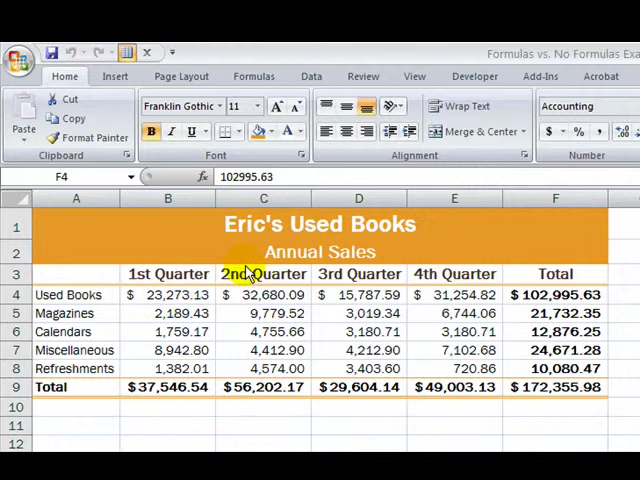 Formulas vs. No Formulas Exa
Home Insert Page Layout Formulas Data Review Developer Add-Ins Acrobat
Paste Cut Copy Format Painter Clipboard
Franklin Gothic 11 A A B I U A Font
Wrap Text Merge & Center Alignment
Accounting $ % , Number
F4 fx 102995.63
A B C D E F
1 Eric's Used Books
2 Annual Sales
3 1st Quarter 2nd Quarter 3rd Quarter 4th Quarter Total
4 Used Books $ 23,273.13 $ 32,680.09 $ 15,787.59 $ 31,254.82 $ 102,995.63
5 Magazines 2,189.43 9,779.52 3,019.34 6,744.06 21,732.35
6 Calendars 1,759.17 4,755.66 3,180.71 3,180.71 12,876.25
7 Miscellaneous 8,942.80 4,412.90 4,212.90 7,102.68 24,671.28
8 Refreshments 1,382.01 4,574.00 3,403.60 720.86 10,080.47
9 Total $ 37,546.54 $ 56,202.17 $ 29,604.14 $ 49,003.13 $ 172,355.98
10
11
12